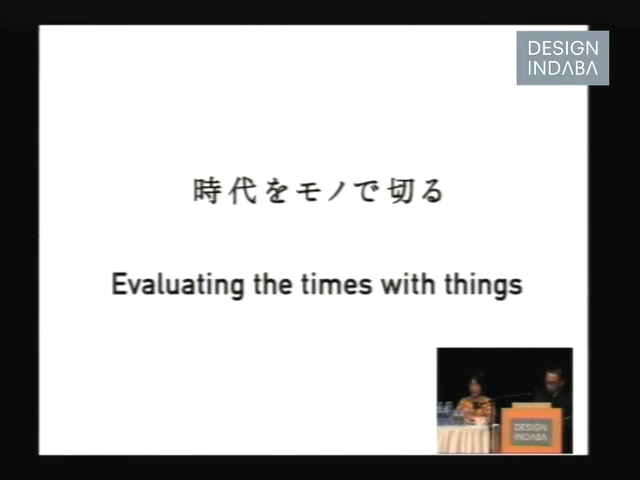 DESIGN
INDABA
時代をモノで切る
Evaluating the times with things
DESIGN
INDABA